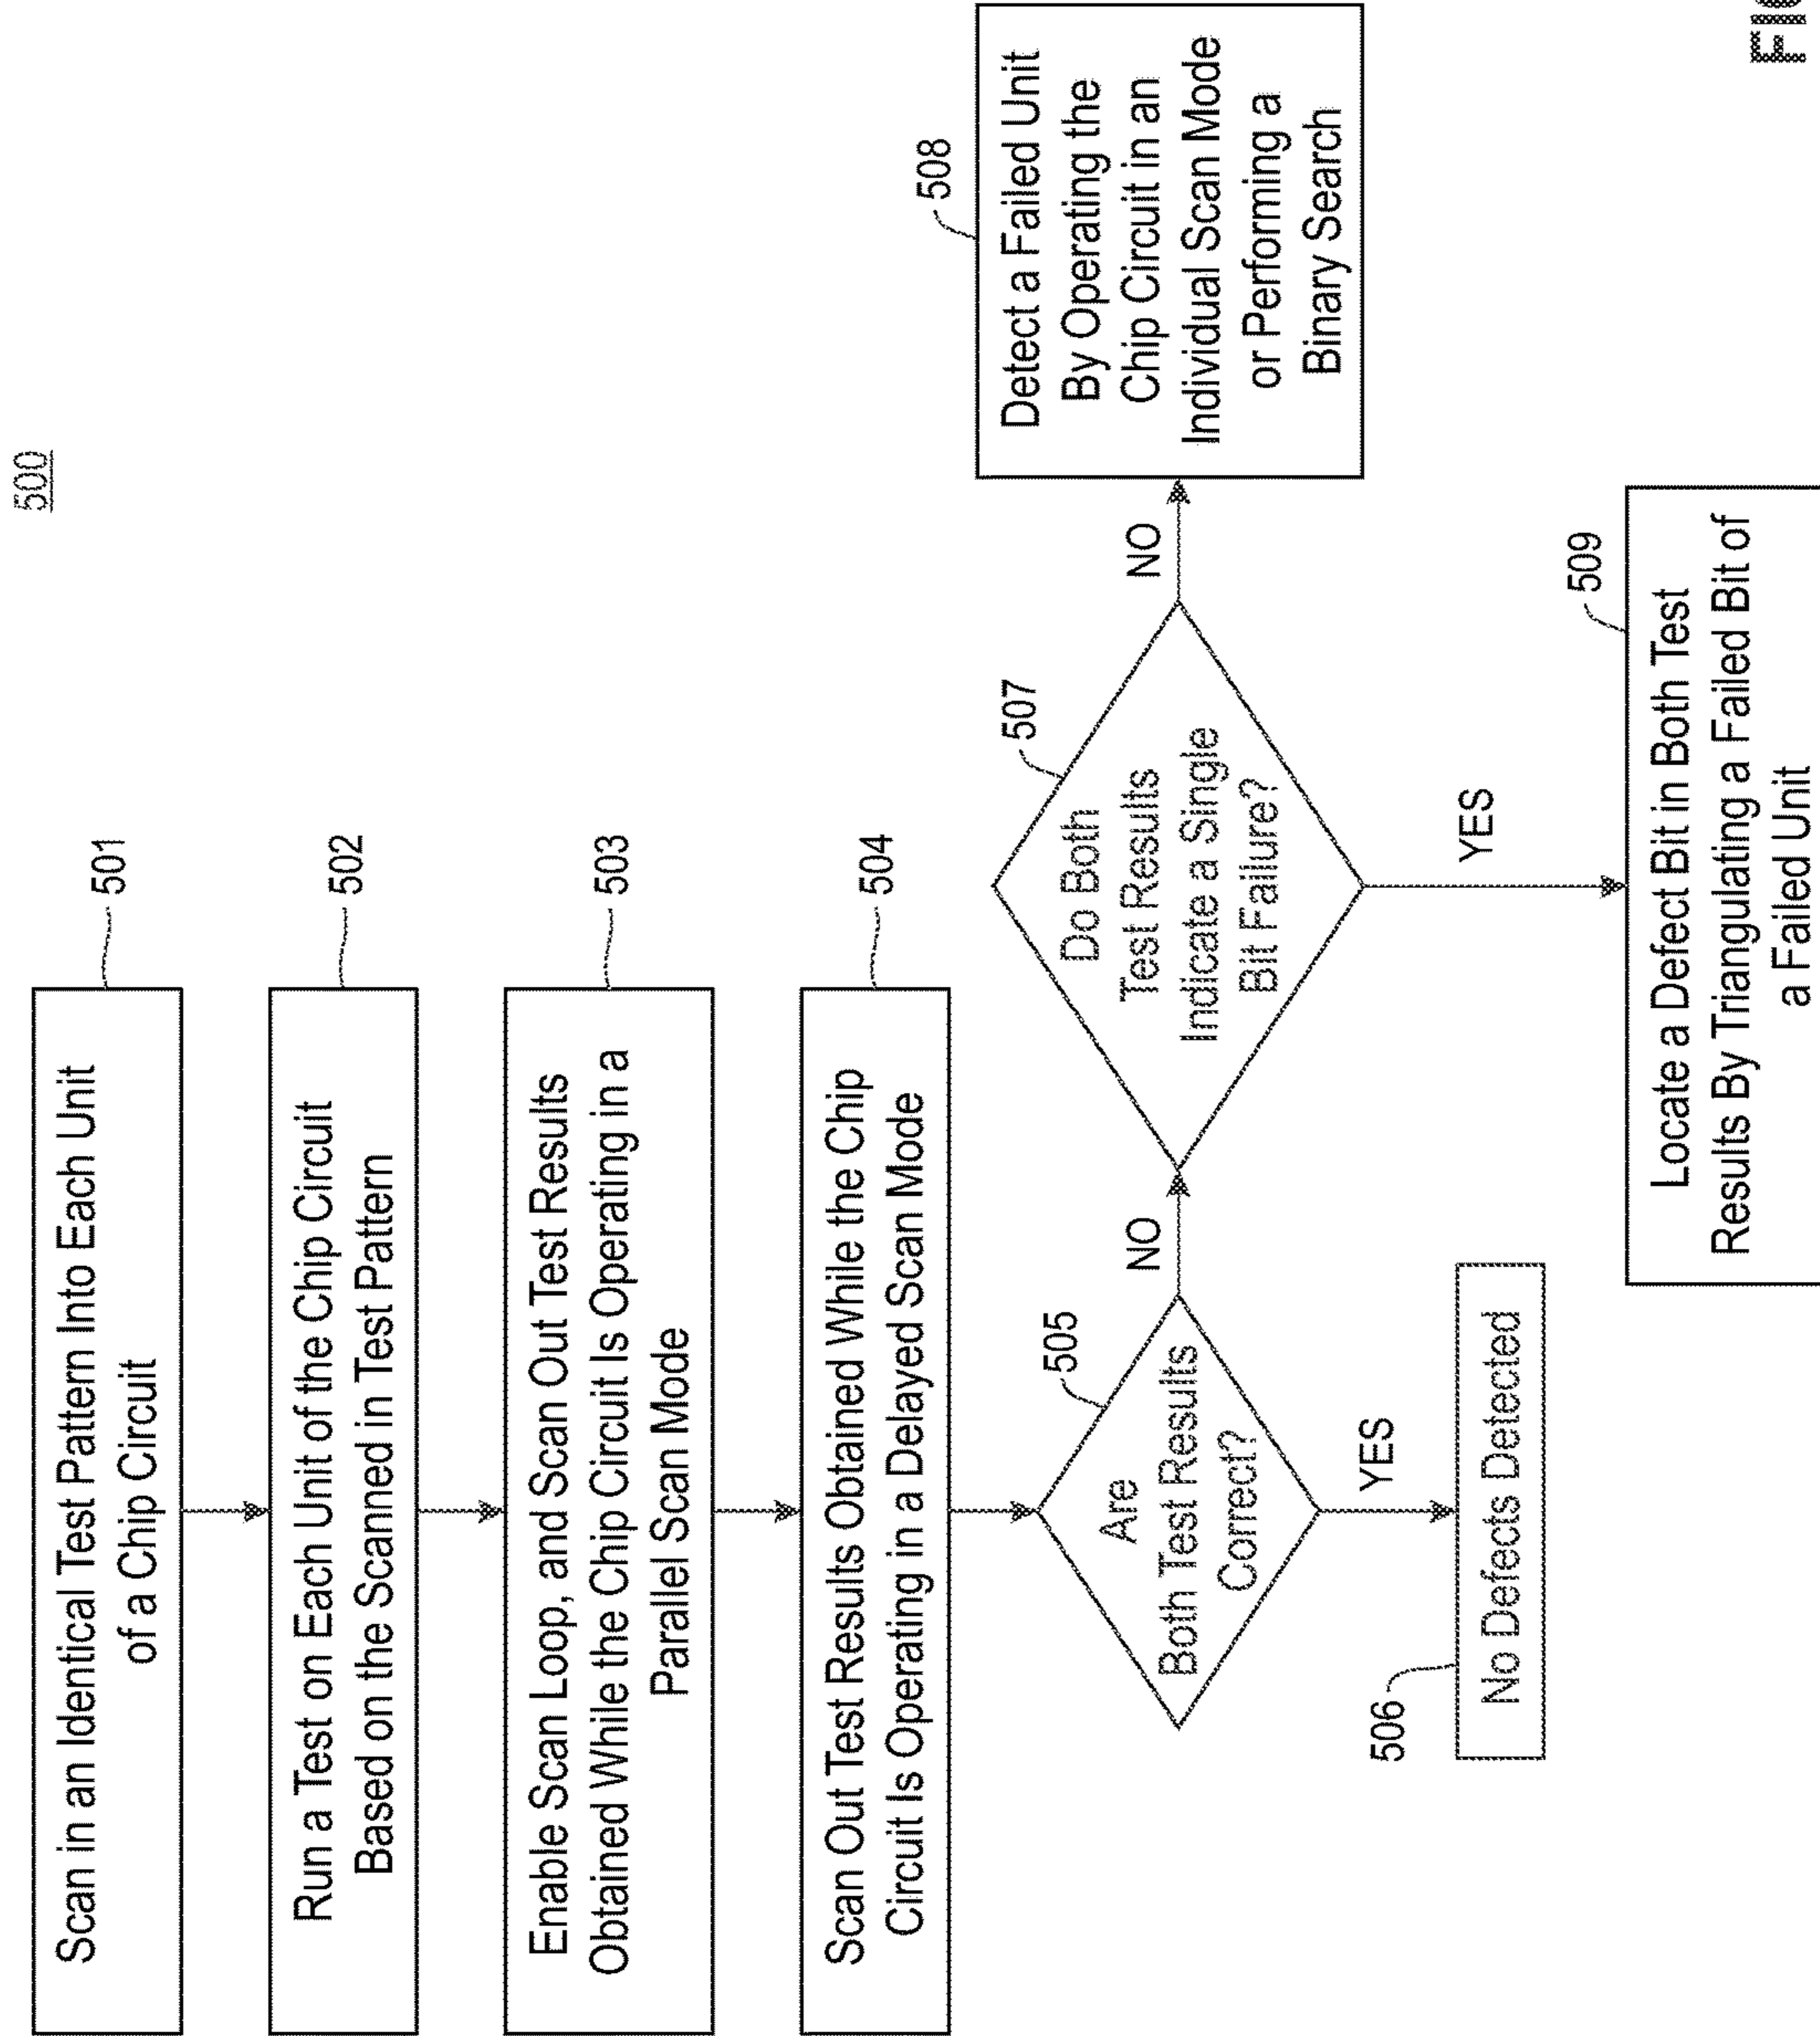 500
Scan in an Identical Test Pattern Into Each Unit
of a Chip Circuit
501
Run a Test on Each Unit of the Chip Circuit
Based on the Scanned in Test Pattern
502
Enable Scan Loop, and Scan Out Test Results
Obtained While the Chip Circuit Is Operating in a
Parallel Scan Mode
503
Scan Out Test Results Obtained While the Chip
Circuit Is Operating in a Delayed Scan Mode
504
Are
Both Test Results
Correct?
505
YES
NO
506
No Defects Detected
Do Both
Test Results
Indicate a Single
Bit Failure?
507
NO
YES
508
Detect a Failed Unit
By Operating the
Chip Circuit in an
Individual Scan Mode
or Performing a
Binary Search
509
Locate a Defect Bit in Both Test
Results By Triangulating a Failed Bit of
a Failed Unit